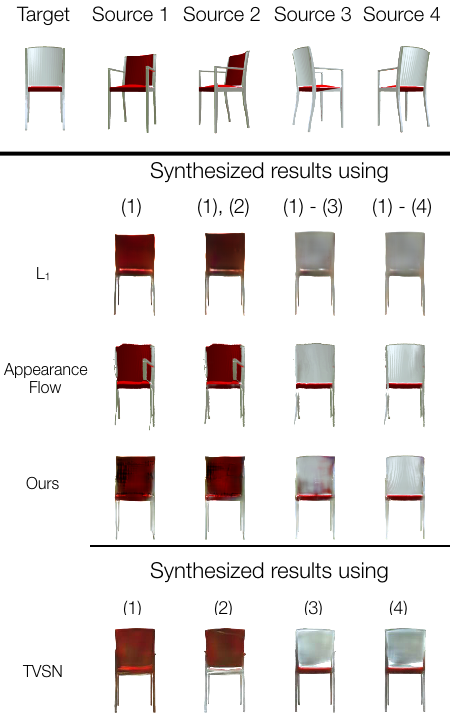 Target Source 1 Source 2 Source 3 Source 4
Synthesized results using
(1) (1), (2) (1) - (3) (1) - (4)
L₁
Appearance
Flow
Ours
Synthesized results using
(1) (2) (3) (4)
TVSN